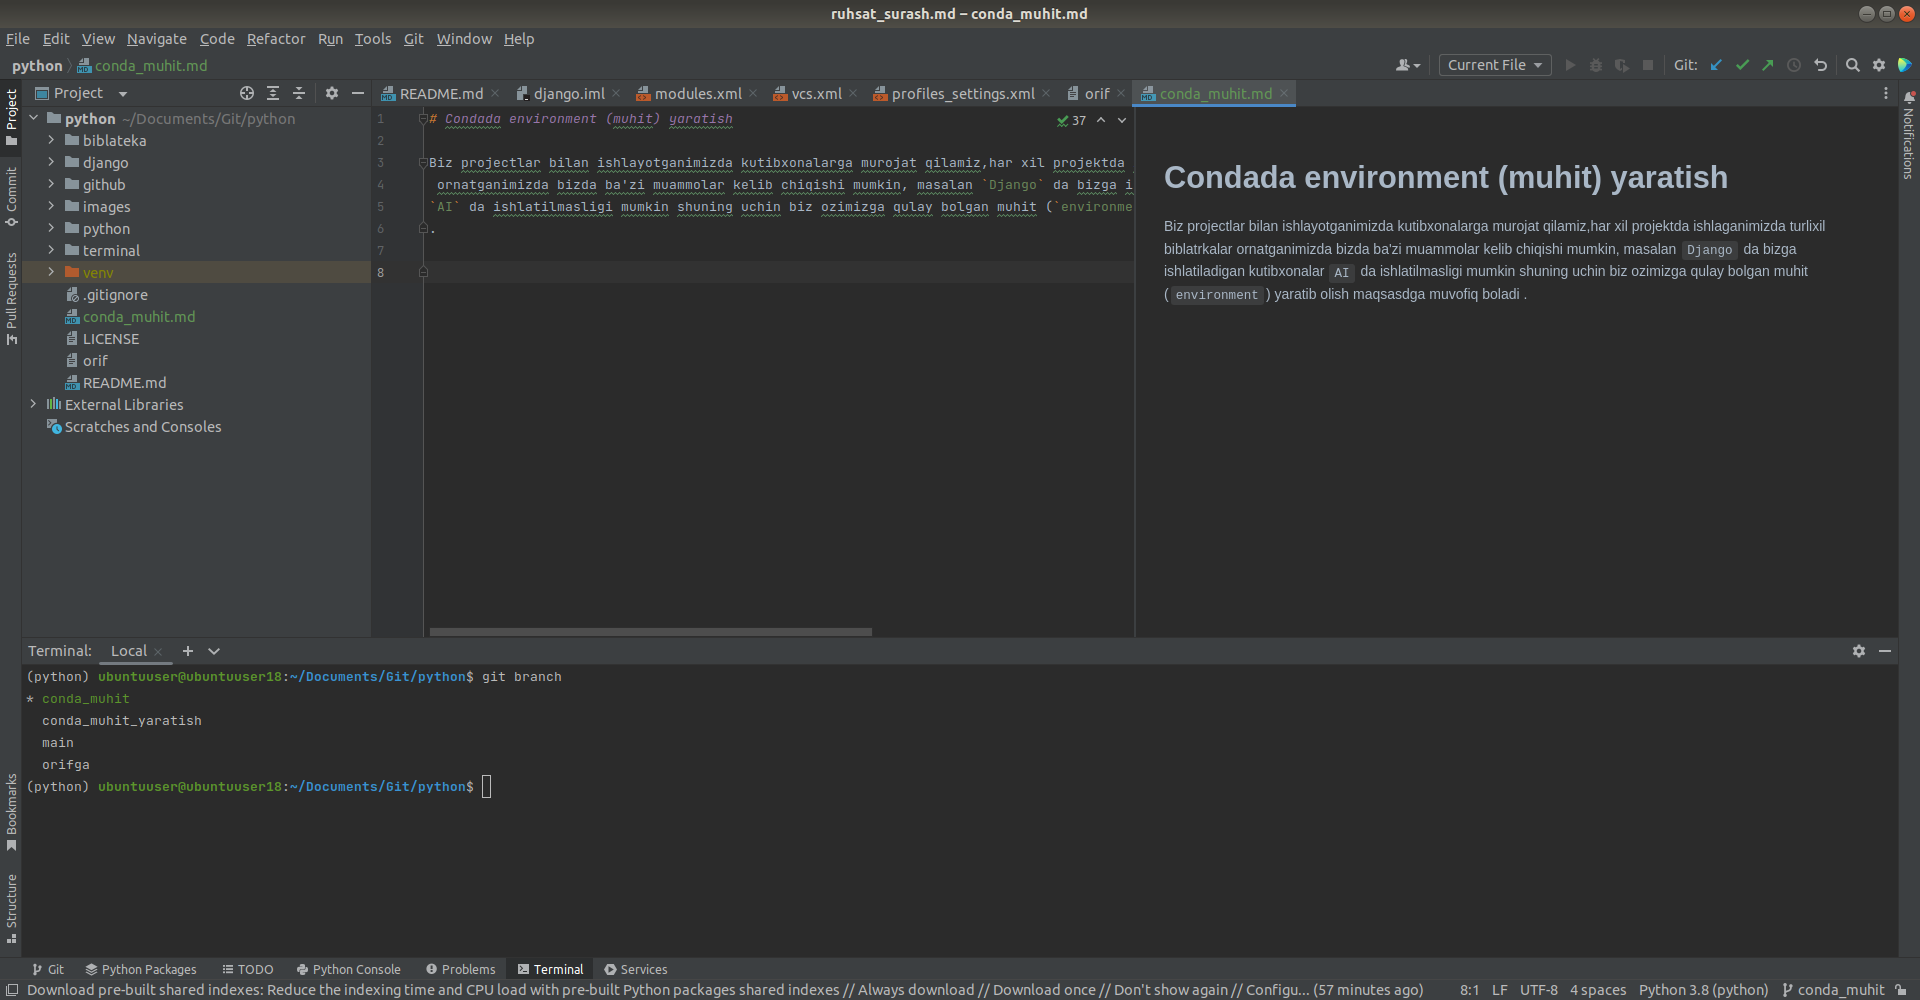 ruhsat_surash.md – conda_muhit.md
File Edit View Navigate Code Refactor Run Tools Git Window Help
python conda_muhit.md
Current File
Git:
Project
README.md
django.iml
modules.xml
vcs.xml
profiles_settings.xml
orif
conda_muhit.md
Project
Commit
Pull Requests
Bookmarks
Structure
Notifications
python ~/Documents/Git/python
biblateka
django
github
images
python
terminal
venv
.gitignore
conda_muhit.md
LICENSE
orif
README.md
External Libraries
Scratches and Consoles
1 # Condada environment (muhit) yaratish
37
2
3 Biz projectlar bilan ishlayotganimizda kutibxonalarga murojat qilamiz,har xil projektda
4 ornatganimizda bizda ba'zi muammolar kelib chiqishi mumkin, masalan `Django` da bizga i
5 `AI` da ishlatilmasligi mumkin shuning uchin biz ozimizga qulay bolgan muhit (`environme
6 .
7
8
Condada environment (muhit) yaratish
Biz projectlar bilan ishlayotganimizda kutibxonalarga murojat qilamiz,har xil projektda ishlaganimizda turlixil
biblatrkalar ornatganimizda bizda ba'zi muammolar kelib chiqishi mumkin, masalan Django da bizga
ishlatiladigan kutibxonalar AI da ishlatilmasligi mumkin shuning uchin biz ozimizga qulay bolgan muhit
( environment ) yaratib olish maqsasdga muvofiq boladi .
Terminal: Local
(python) ubuntuuser@ubuntuuser18:~/Documents/Git/python$ git branch
* conda_muhit
conda_muhit_yaratish
main
orifga
(python) ubuntuuser@ubuntuuser18:~/Documents/Git/python$
Git Python Packages TODO Python Console Problems Terminal Services
Download pre-built shared indexes: Reduce the indexing time and CPU load with pre-built Python packages shared indexes // Always download // Download once // Don't show again // Configu... (57 minutes ago)
8:1 LF UTF-8 4 spaces Python 3.8 (python) conda_muhit